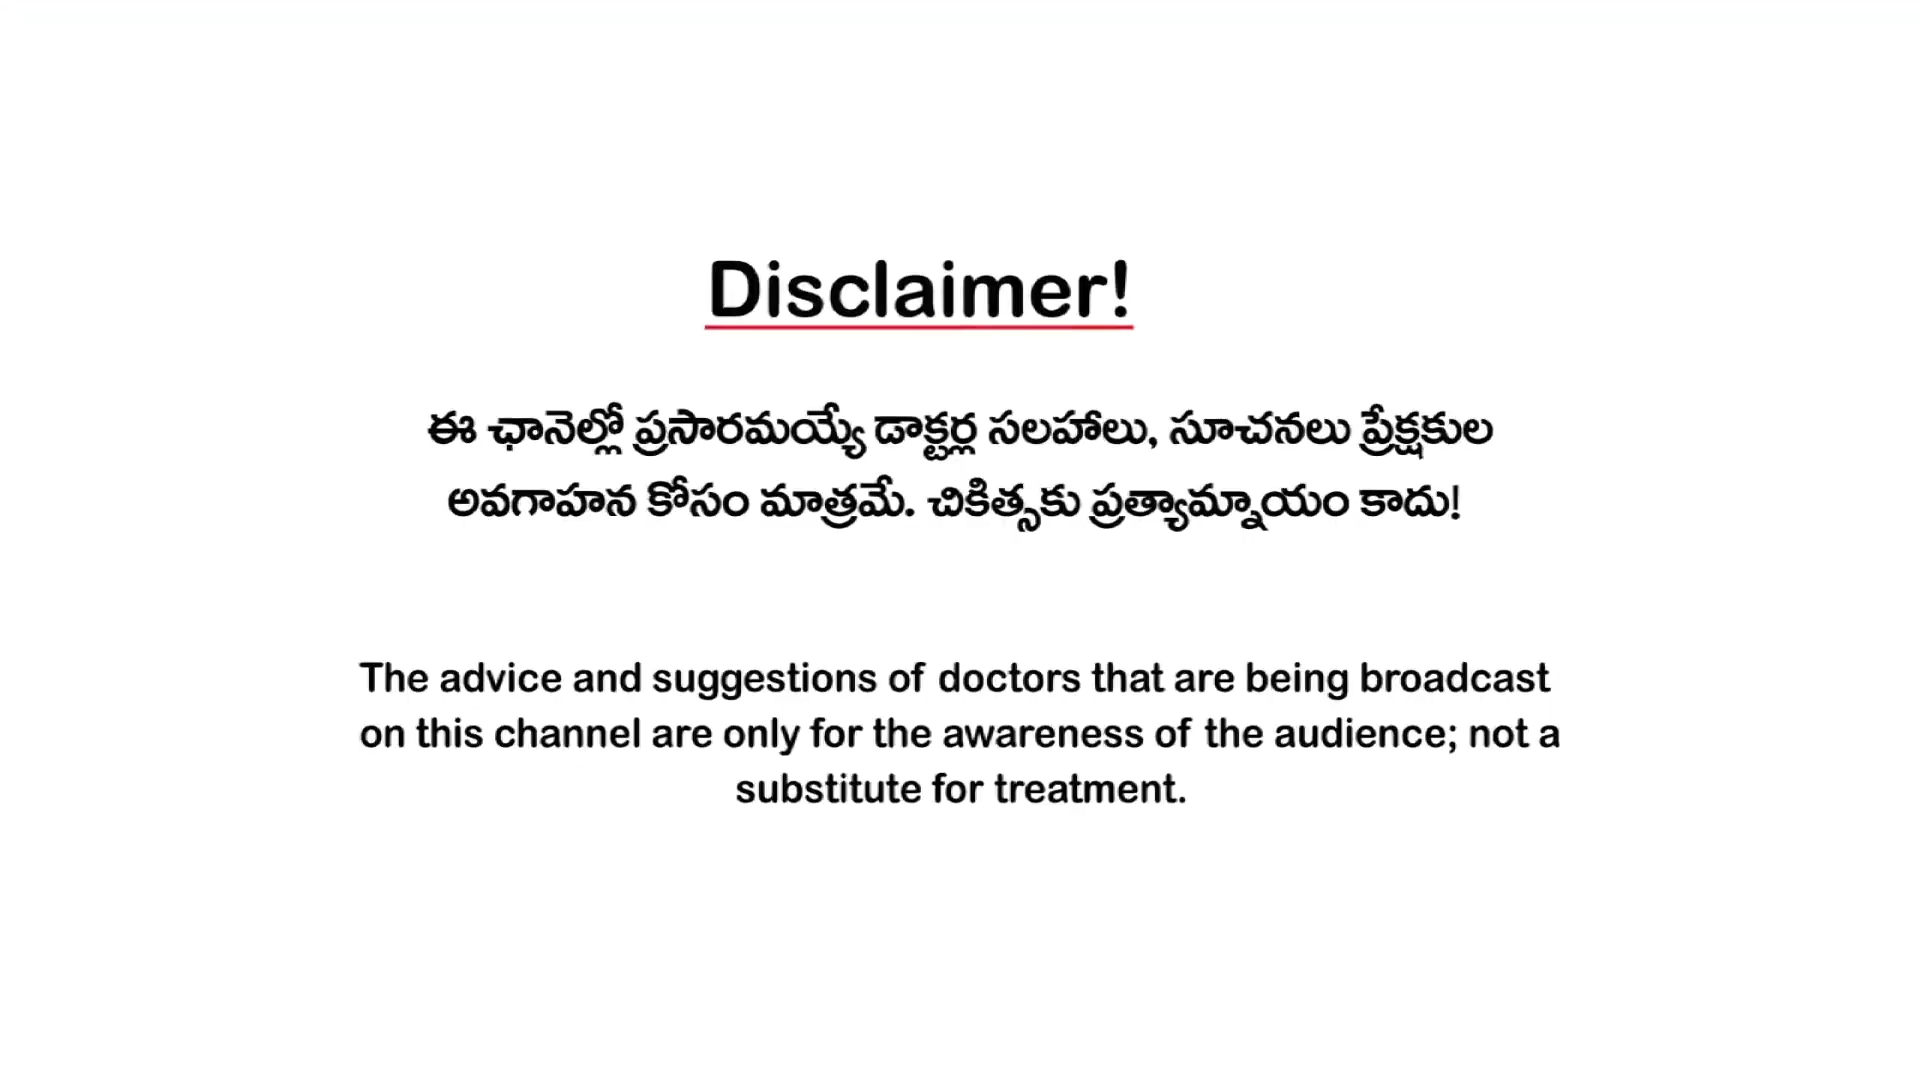 Disclaimer!
ఈ ఛానెల్లో ప్రసారమయ్యే డాక్టర్ల సలహాలు, సూచనలు ప్రేక్షకుల
అవగాహన కోసం మాత్రమే. చికిత్సకు ప్రత్యామ్నాయం కాదు!
The advice and suggestions of doctors that are being broadcast
on this channel are only for the awareness of the audience; not a
substitute for treatment.